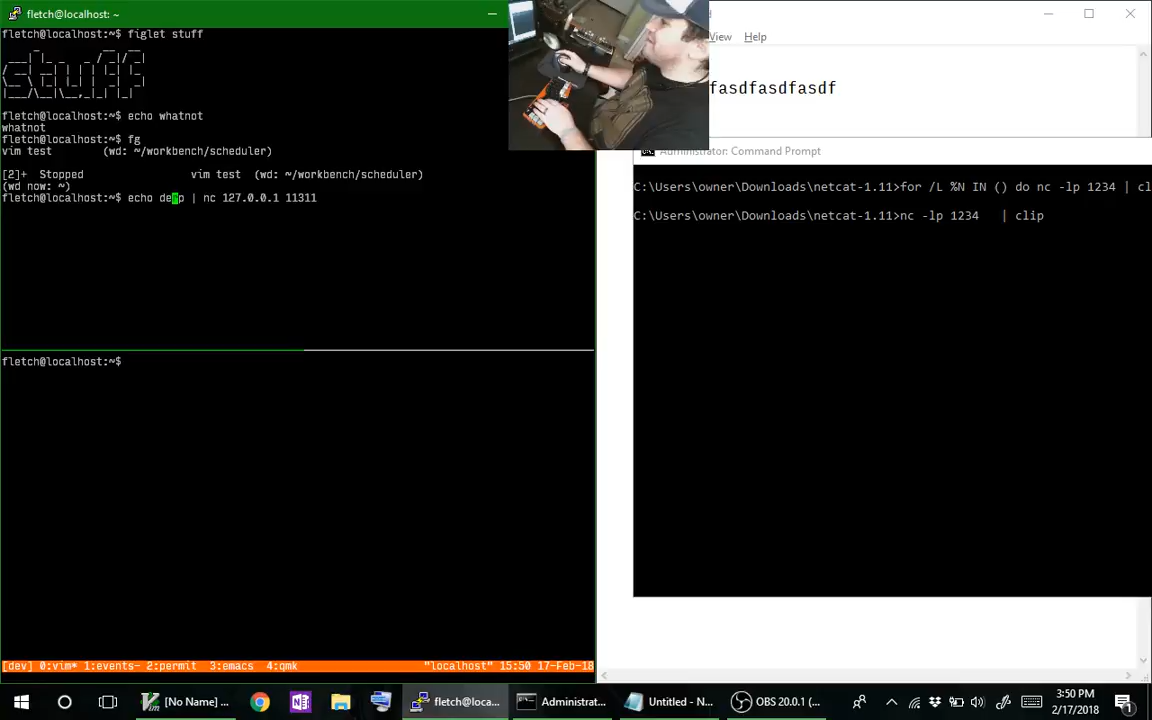 fletch@localhost: ~
fletch@localhost:~$ figlet stuff
stuff
fletch@localhost:~$ echo whatnot
whatnot
fletch@localhost:~$ fg
vim test        (wd: ~/workbench/scheduler)
[2]+  Stopped                 vim test  (wd: ~/workbench/scheduler)
(wd now: ~)
fletch@localhost:~$ echo derp | nc 127.0.0.1 11311
fletch@localhost:~$
[dev] 0:vim* 1:events- 2:permit  3:emacs  4:qmk
"localhost" 15:50 17-Feb-18
View Help
fasdfasdfasdf
Administrator: Command Prompt
C:\Users\owner\Downloads\netcat-1.11>for /L %N IN () do nc -lp 1234 | cl
C:\Users\owner\Downloads\netcat-1.11>nc -lp 1234   | clip
[No Name] ...
fletch@loca...
Administrat...
Untitled - N...
OBS 20.0.1 (...
3:50 PM
2/17/2018
1